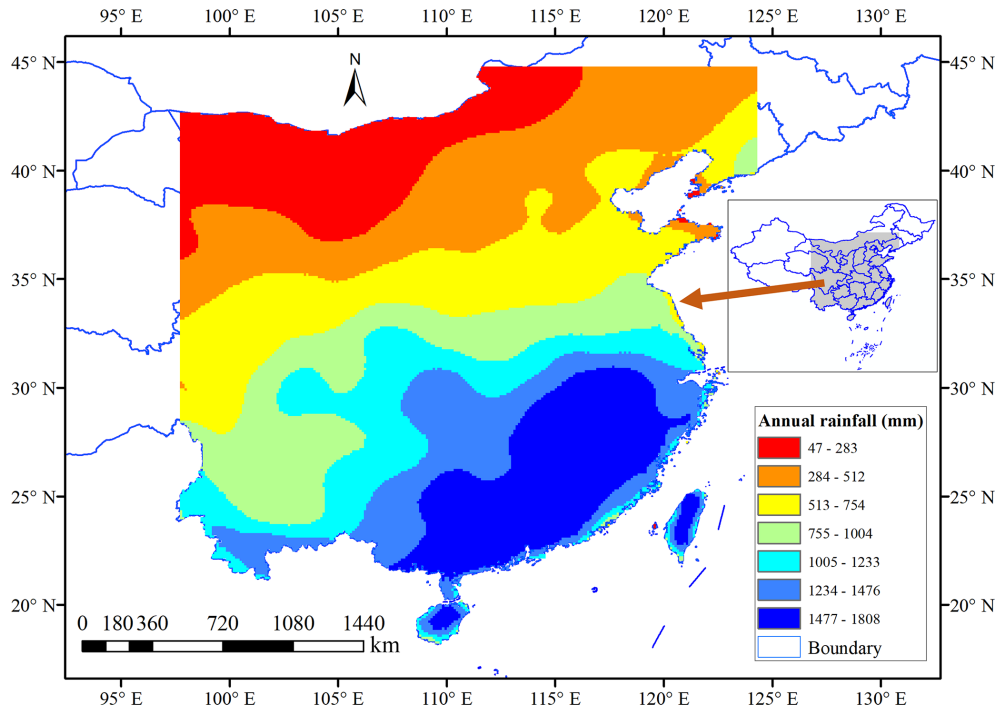 95° E 100° E 105° E 110° E 115° E 120° E 125° E 130° E
N
45° N 45° N
40° N 40° N
35° N 35° N
30° N 30° N
25° N 25° N
20° N 20° N
Annual rainfall (mm)
47 - 283
284 - 512
513 - 754
755 - 1004
1005 - 1233
1234 - 1476
1477 - 1808
Boundary
0 180 360 720 1080 1440
km
95° E 100° E 105° E 110° E 115° E 120° E 125° E 130° E